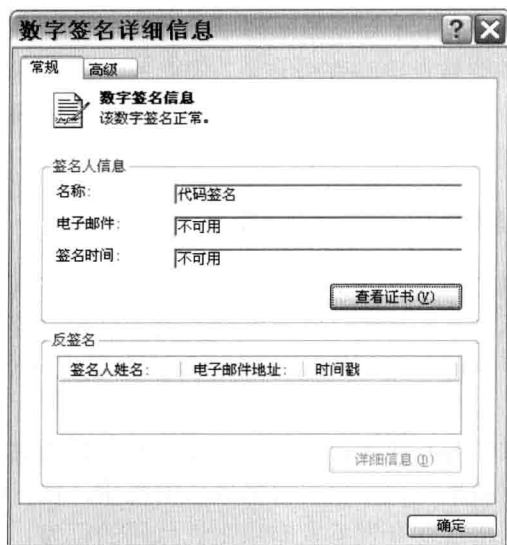 数字签名详细信息
常规 高级
数字签名信息
该数字签名正常。
签名人信息
名称: 代码签名
电子邮件: 不可用
签名时间: 不可用
查看证书(V)
反签名
签名人姓名: 电子邮件地址: 时间戳
详细信息(D)
确定